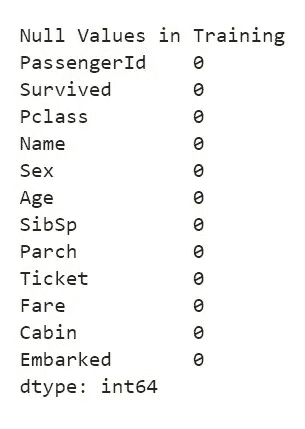 Null Values in Training
PassengerId 0
Survived 0
Pclass 0
Name 0
Sex 0
Age 0
SibSp 0
Parch 0
Ticket 0
Fare 0
Cabin 0
Embarked 0
dtype: int64